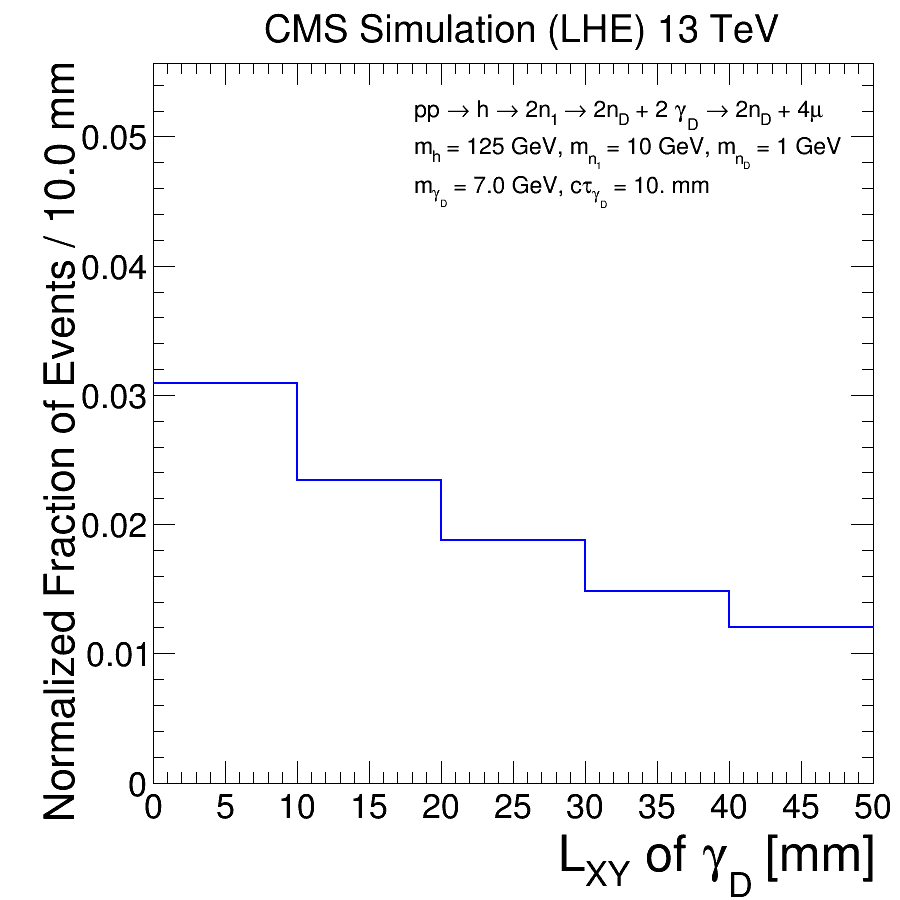 CMS Simulation (LHE) 13 TeV
pp → h → 2n1 → 2nD + 2 γD → 2nD + 4μ
mh = 125 GeV, mn1 = 10 GeV, mnD = 1 GeV
mγD = 7.0 GeV, cτγD = 10. mm
Normalized Fraction of Events / 10.0 mm
0.05
0.04
0.03
0.02
0.01
0
0 5 10 15 20 25 30 35 40 45 50
LXY of γD [mm]